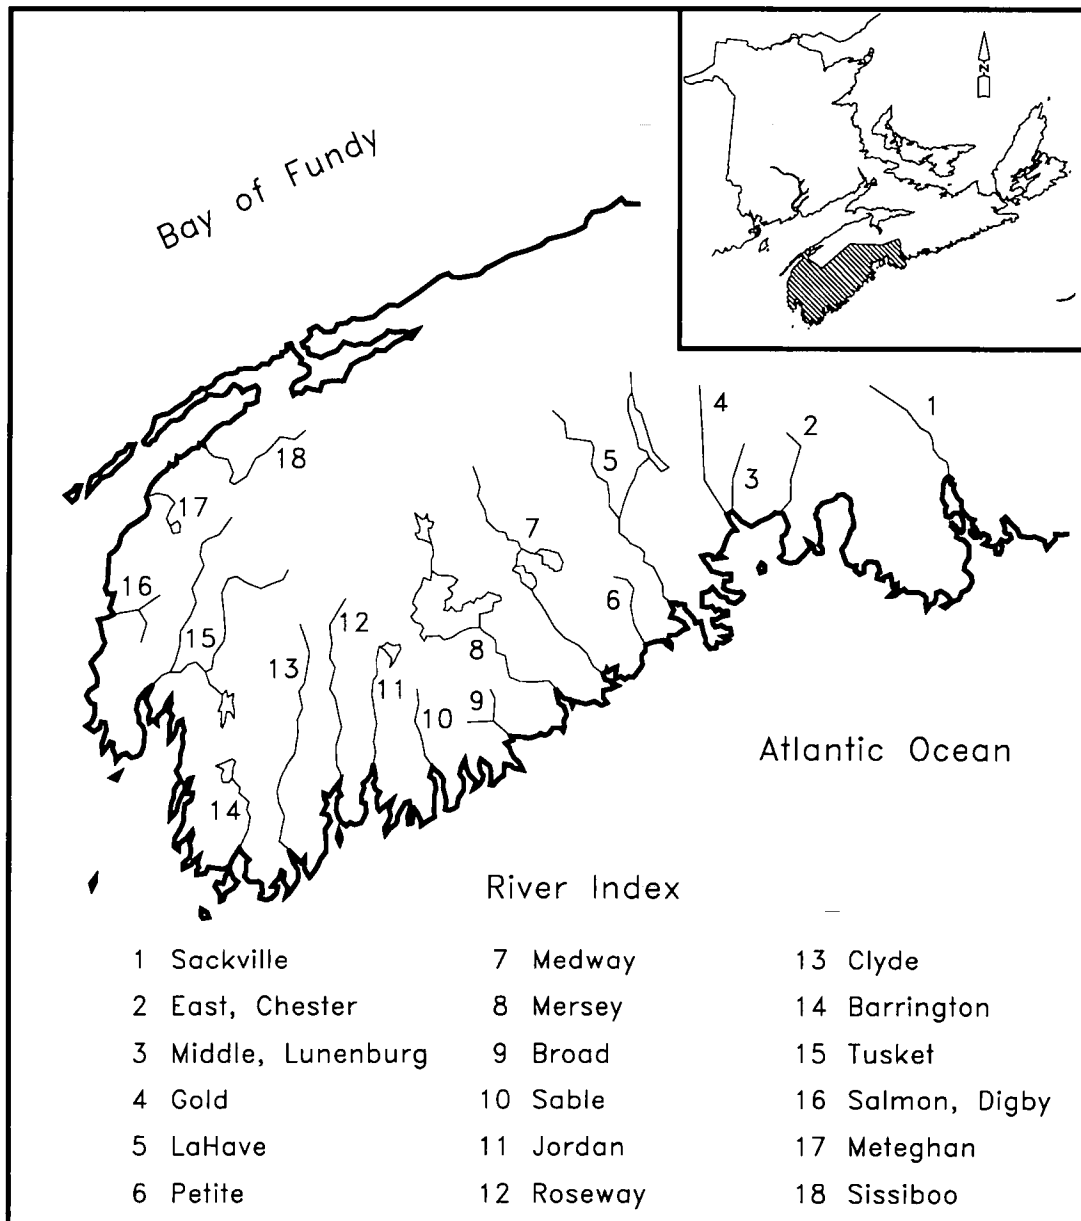 N
Bay of Fundy
1
2
3
4
5
6
7
8
9
10
11
12
13
14
15
16
17
18
Atlantic Ocean
River Index
1 Sackville
2 East, Chester
3 Middle, Lunenburg
4 Gold
5 LaHave
6 Petite
7 Medway
8 Mersey
9 Broad
10 Sable
11 Jordan
12 Roseway
13 Clyde
14 Barrington
15 Tusket
16 Salmon, Digby
17 Meteghan
18 Sissiboo